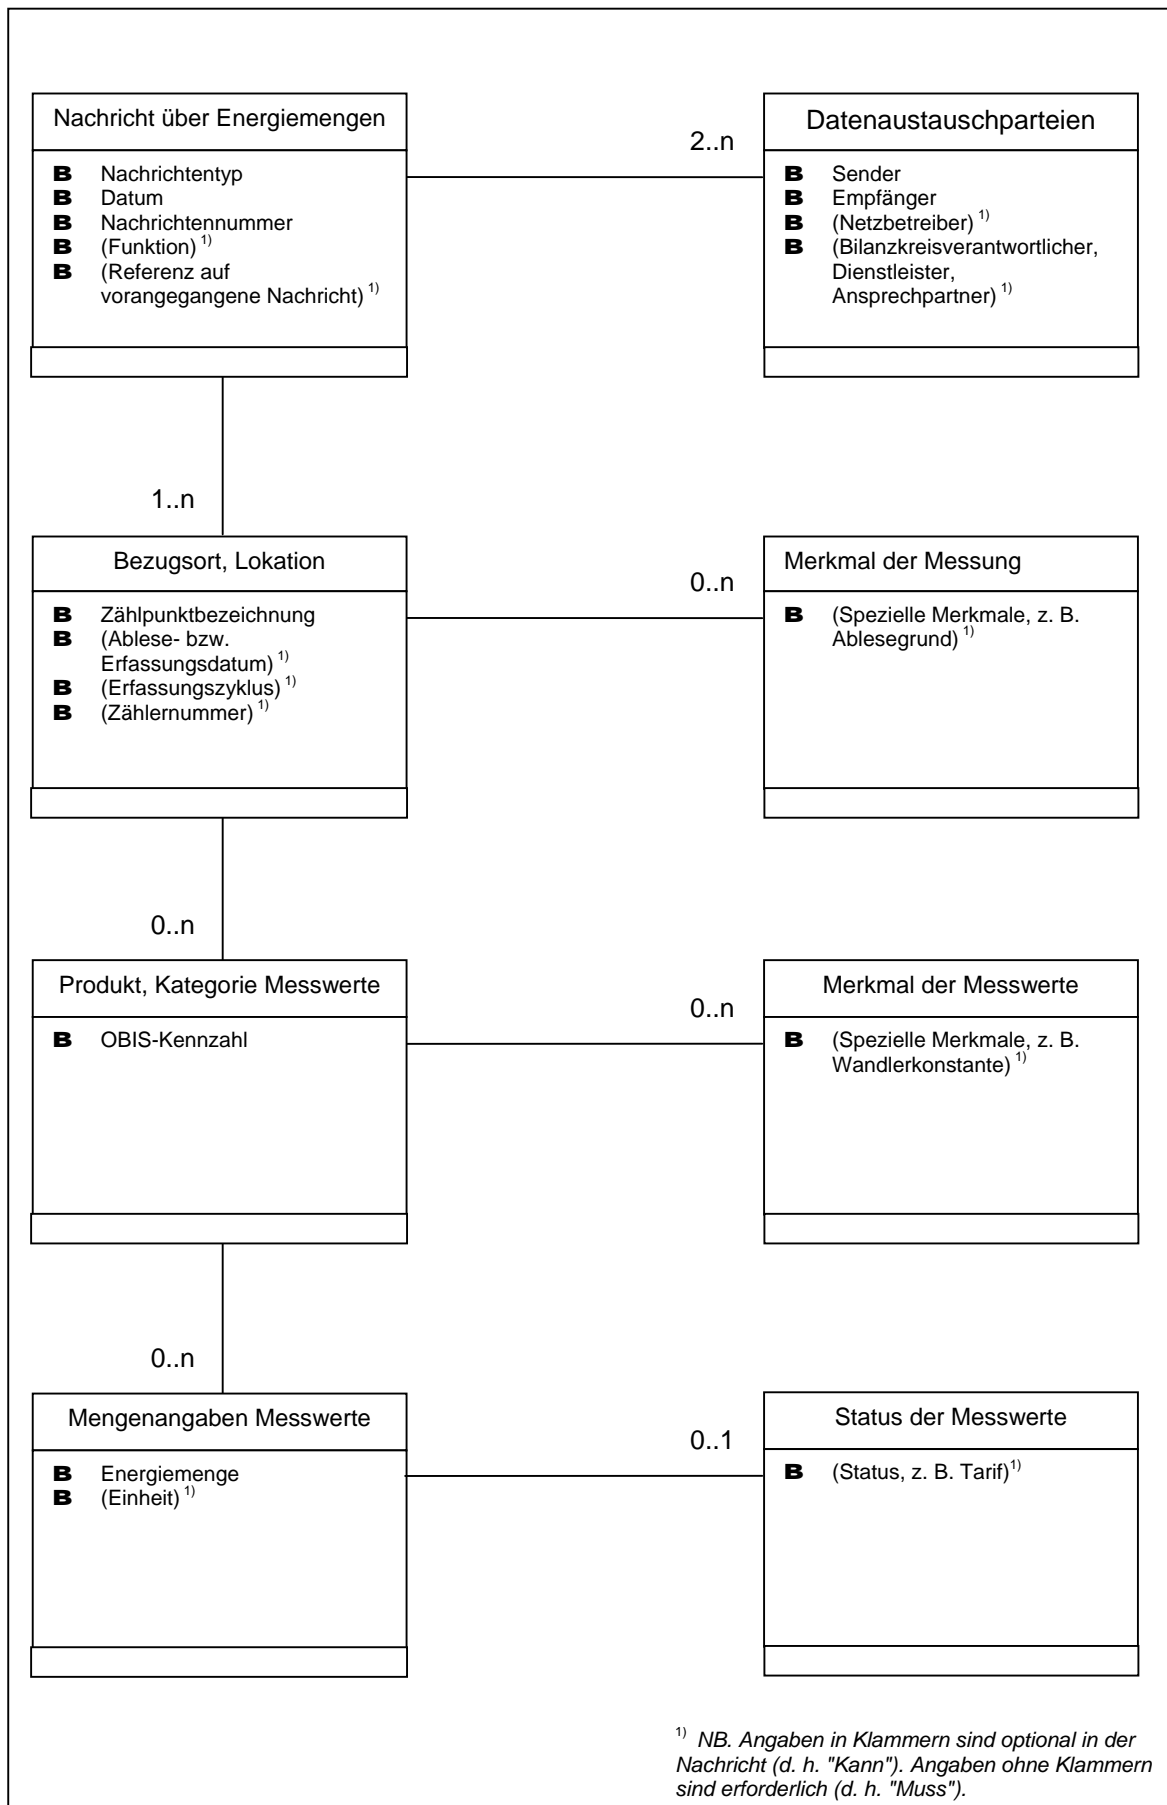 Nachricht über Energiemengen
B Nachrichtentyp
B Datum
B Nachrichtennummer
B (Funktion) 1)
B (Referenz auf
vorangegangene Nachricht) 1)
2..n
Datenaustauschparteien
B Sender
B Empfänger
B (Netzbetreiber) 1)
B (Bilanzkreisverantwortlicher,
Dienstleister,
Ansprechpartner) 1)
1..n
Bezugsort, Lokation
B Zählpunktbezeichnung
B (Ablese- bzw.
Erfassungsdatum) 1)
B (Erfassungszyklus) 1)
B (Zählernummer) 1)
0..n
Merkmal der Messung
B (Spezielle Merkmale, z. B.
Ablesegrund) 1)
0..n
Produkt, Kategorie Messwerte
B OBIS-Kennzahl
0..n
Merkmal der Messwerte
B (Spezielle Merkmale, z. B.
Wandlerkonstante) 1)
0..n
Mengenangaben Messwerte
B Energiemenge
B (Einheit) 1)
0..1
Status der Messwerte
B (Status, z. B. Tarif) 1)
1) NB. Angaben in Klammern sind optional in der
Nachricht (d. h. "Kann"). Angaben ohne Klammern
sind erforderlich (d. h. "Muss").